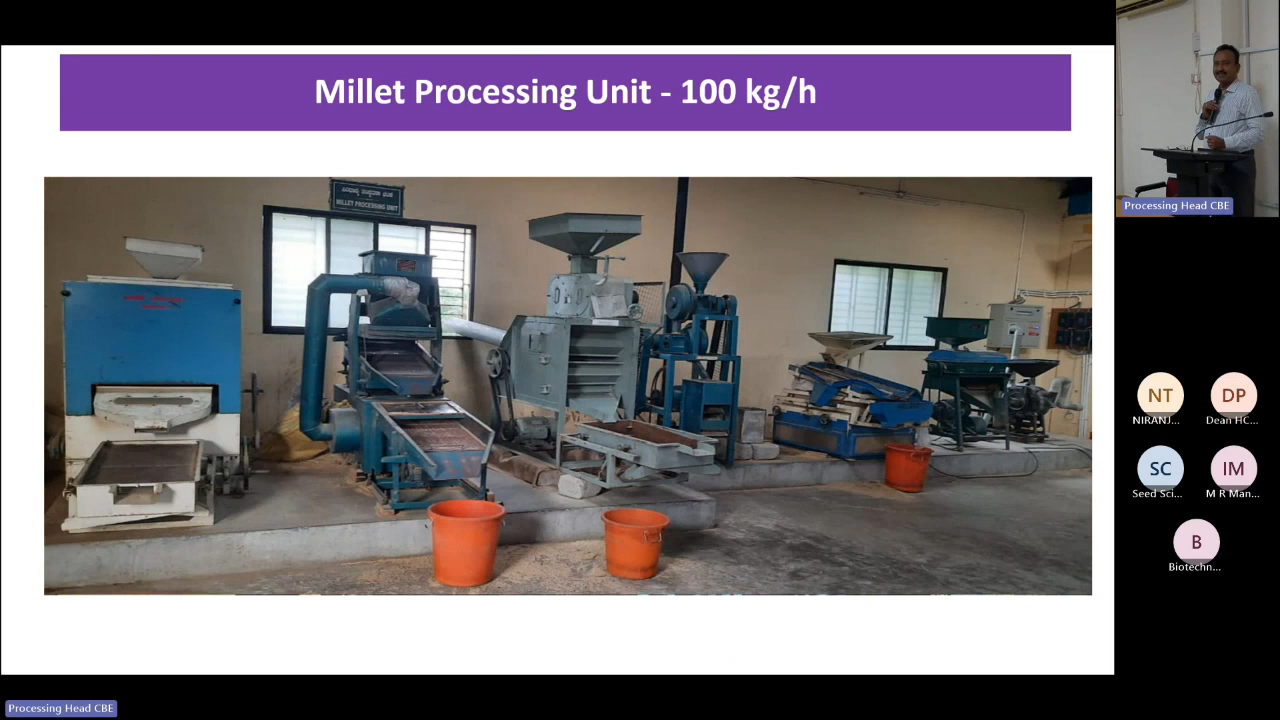 Millet Processing Unit - 100 kg/h
MILLET PROCESSING UNIT
Processing Head CBE
NT
NIRANJ...
DP
Dean HC...
SC
Seed Sci...
IM
M R Man...
B
Biotechn...
Processing Head CBE